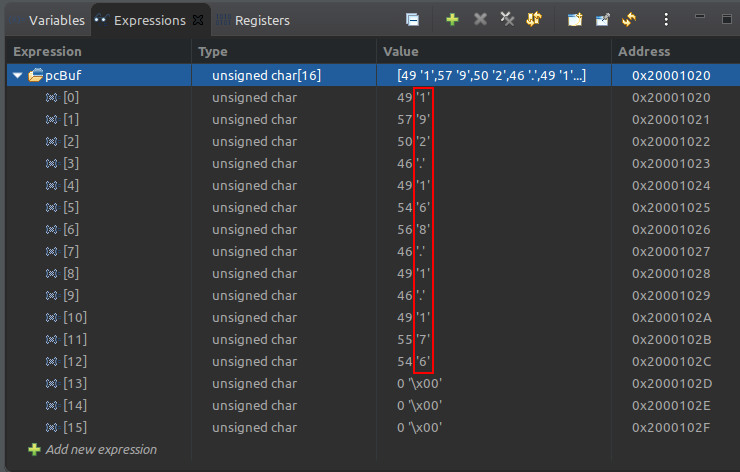 Variables Expressions Registers
Expression Type Value Address
pcBuf unsigned char[16] [49 '1',57 '9',50 '2',46 '.',49 '1'...] 0x20001020
[0] unsigned char 49 '1' 0x20001020
[1] unsigned char 57 '9' 0x20001021
[2] unsigned char 50 '2' 0x20001022
[3] unsigned char 46 '.' 0x20001023
[4] unsigned char 49 '1' 0x20001024
[5] unsigned char 54 '6' 0x20001025
[6] unsigned char 56 '8' 0x20001026
[7] unsigned char 46 '.' 0x20001027
[8] unsigned char 49 '1' 0x20001028
[9] unsigned char 46 '.' 0x20001029
[10] unsigned char 49 '1' 0x2000102A
[11] unsigned char 55 '7' 0x2000102B
[12] unsigned char 54 '6' 0x2000102C
[13] unsigned char 0 '\x00' 0x2000102D
[14] unsigned char 0 '\x00' 0x2000102E
[15] unsigned char 0 '\x00' 0x2000102F
Add new expression